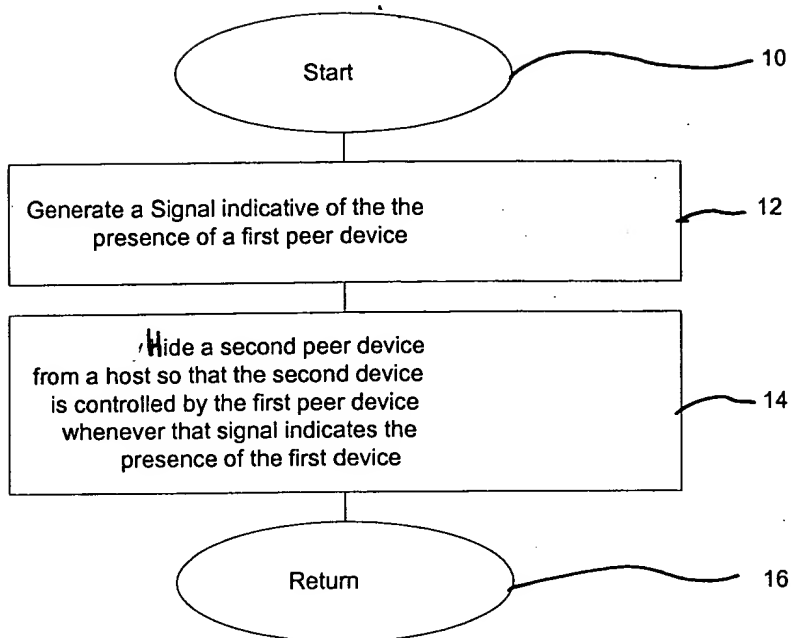 Start
10
Generate a Signal indicative of the the
presence of a first peer device
12
Hide a second peer device
from a host so that the second device
is controlled by the first peer device
whenever that signal indicates the
presence of the first device
14
Return
16